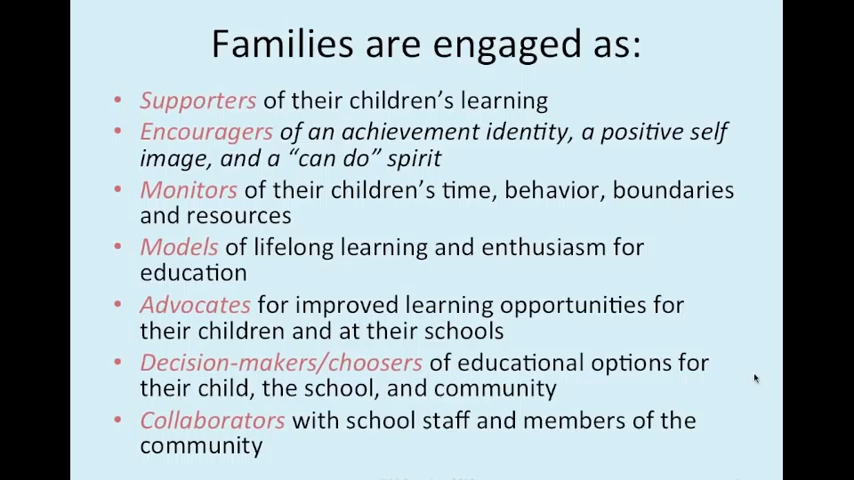 Families are engaged as:
• Supporters of their children's learning
• Encouragers of an achievement identity, a positive self
image, and a “can do” spirit
• Monitors of their children's time, behavior, boundaries
and resources
• Models of lifelong learning and enthusiasm for
education
• Advocates for improved learning opportunities for
their children and at their schools
• Decision-makers/choosers of educational options for
their child, the school, and community
• Collaborators with school staff and members of the
community